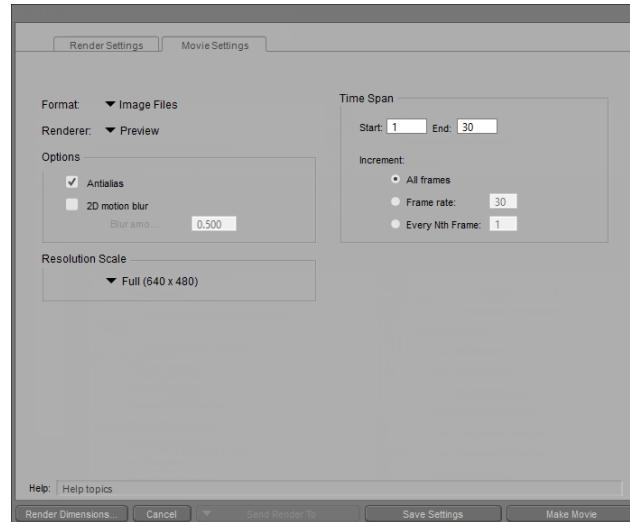 Render Settings
Movie Settings
Format: Image Files
Renderer: Preview
Options
Antialias
2D motion blur
Blur amo... 0.500
Resolution Scale
Full (640 x 480)
Time Span
Start: 1 End: 30
Increment:
All frames
Frame rate: 30
Every Nth Frame: 1
Help: Help topics
Render Dimensions... Cancel Send Render To Save Settings Make Movie